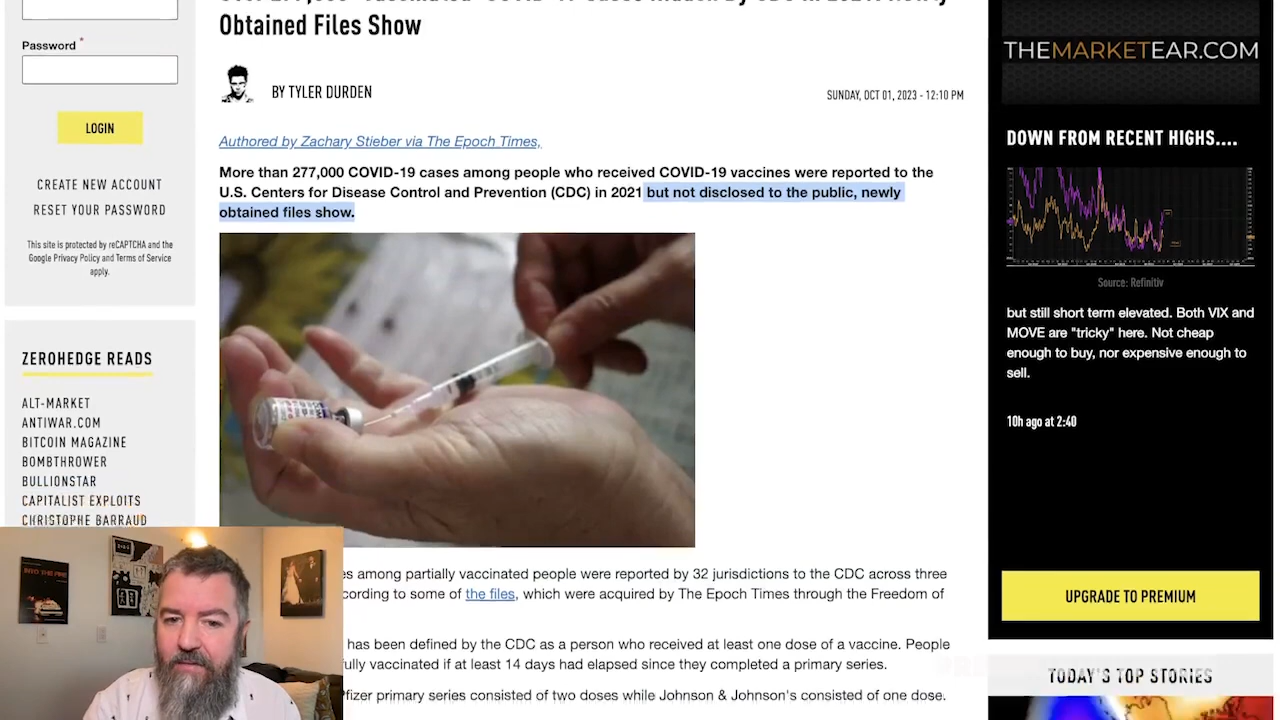 Obtained Files Show
Password *
LOGIN
CREATE NEW ACCOUNT
RESET YOUR PASSWORD
This site is protected by reCAPTCHA and the
Google Privacy Policy and Terms of Service
apply.
ZEROHEDGE READS
ALT-MARKET
ANTIWAR.COM
BITCOIN MAGAZINE
BOMBTHROWER
BULLIONSTAR
CAPITALIST EXPLOITS
CHRISTOPHE BARRAUD
BY TYLER DURDEN
SUNDAY, OCT 01, 2023 - 12:10 PM
Authored by Zachary Stieber via The Epoch Times,
More than 277,000 COVID-19 cases among people who received COVID-19 vaccines were reported to the
U.S. Centers for Disease Control and Prevention (CDC) in 2021 but not disclosed to the public, newly
obtained files show.
es among partially vaccinated people were reported by 32 jurisdictions to the CDC across three
cording to some of the files, which were acquired by The Epoch Times through the Freedom of
has been defined by the CDC as a person who received at least one dose of a vaccine. People
fully vaccinated if at least 14 days had elapsed since they completed a primary series.
Pfizer primary series consisted of two doses while Johnson & Johnson's consisted of one dose.
INTO THE FIRE
THEMARKETEAR.COM
DOWN FROM RECENT HIGHS....
Source: Refinitiv
but still short term elevated. Both VIX and
MOVE are "tricky" here. Not cheap
enough to buy, nor expensive enough to
sell.
10h ago at 2:40
UPGRADE TO PREMIUM
TODAY'S TOP STORIES